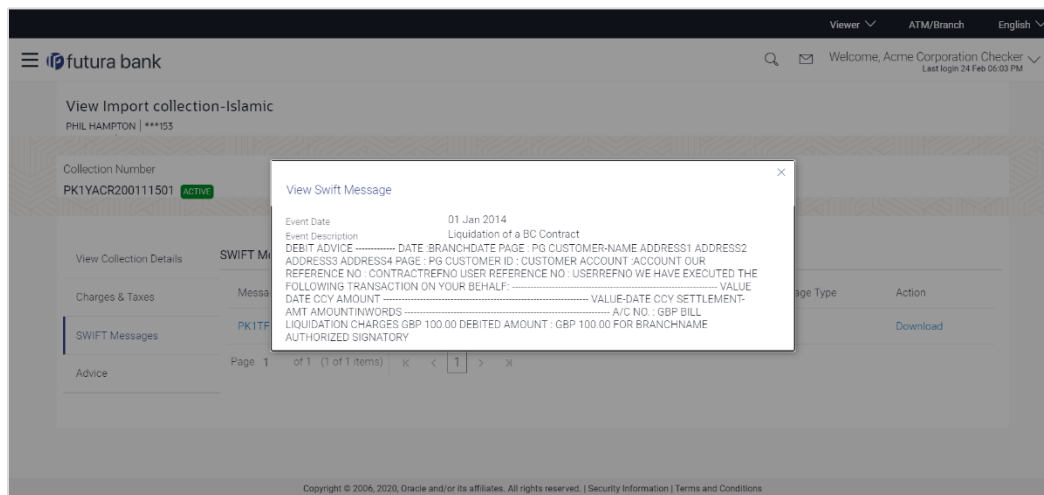 Viewer ATM/Branch English
futura bank
Welcome, Acme Corporation Checker
Last login 24 Feb 06:03 PM
View Import collection-Islamic
PHIL HAMPTON | ***153
Collection Number
PK1YACR200111501 ACTIVE
View Swift Message
Event Date 01 Jan 2014
Event Description Liquidation of a BC Contract
DEBIT ADVICE ------------ DATE :BRANCHDATE PAGE : PG CUSTOMER-NAME ADDRESS1 ADDRESS2
ADDRESS3 ADDRESS4 PAGE : PG CUSTOMER ID : CUSTOMER ACCOUNT :ACCOUNT OUR
REFERENCE NO : CONTRACTREFNO USER REFERENCE NO : USERREFNO WE HAVE EXECUTED THE
FOLLOWING TRANSACTION ON YOUR BEHALF: ------------------------------------------------------- VALUE
DATE CCY AMOUNT ------------------------------------------------------- VALUE-DATE CCY SETTLEMENT-
AMT AMOUNTINWORDS ------------------------------------------------------- A/C NO. : GBP BILL
LIQUIDATION CHARGES GBP 100.00 DEBITED AMOUNT : GBP 100.00 FOR BRANCHNAME
AUTHORIZED SIGNATORY
View Collection Details
Charges & Taxes
SWIFT Messages
Advice
SWIFT
Type Action
Download
Page 1 of 1 (1 of 1 items) 1
Copyright © 2006, 2020, Oracle and/or its affiliates. All rights reserved. | Security Information | Terms and Conditions